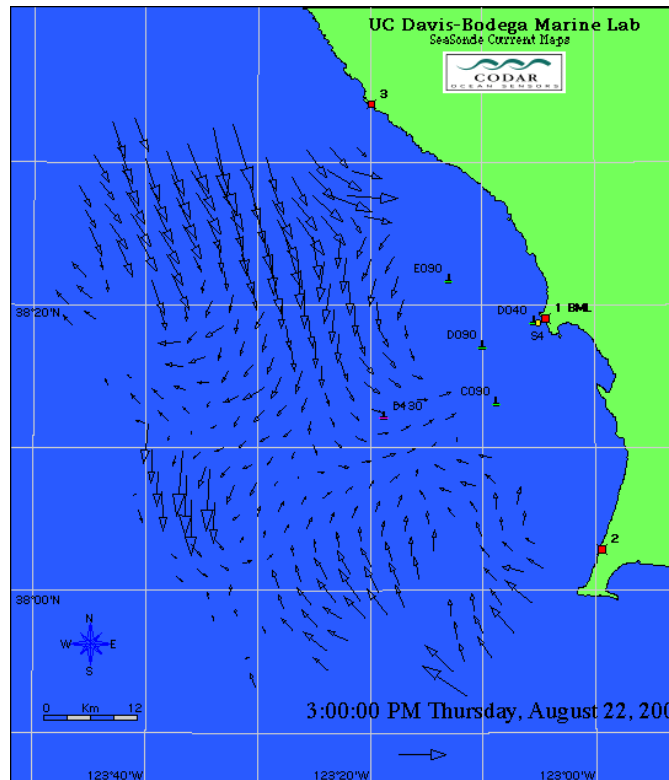 UC Davis-Bodega Marine Lab
SeaSonde Current Maps
CODAR
OCEAN SENSORS
3
E090
38°20'N
D040
1 BML
S4
D090
C090
D430
2
38°00'N
N
W E
S
0 Km 12
3:00:00 PM Thursday, August 22, 200
123°40'W
123°20'W
123°00'W